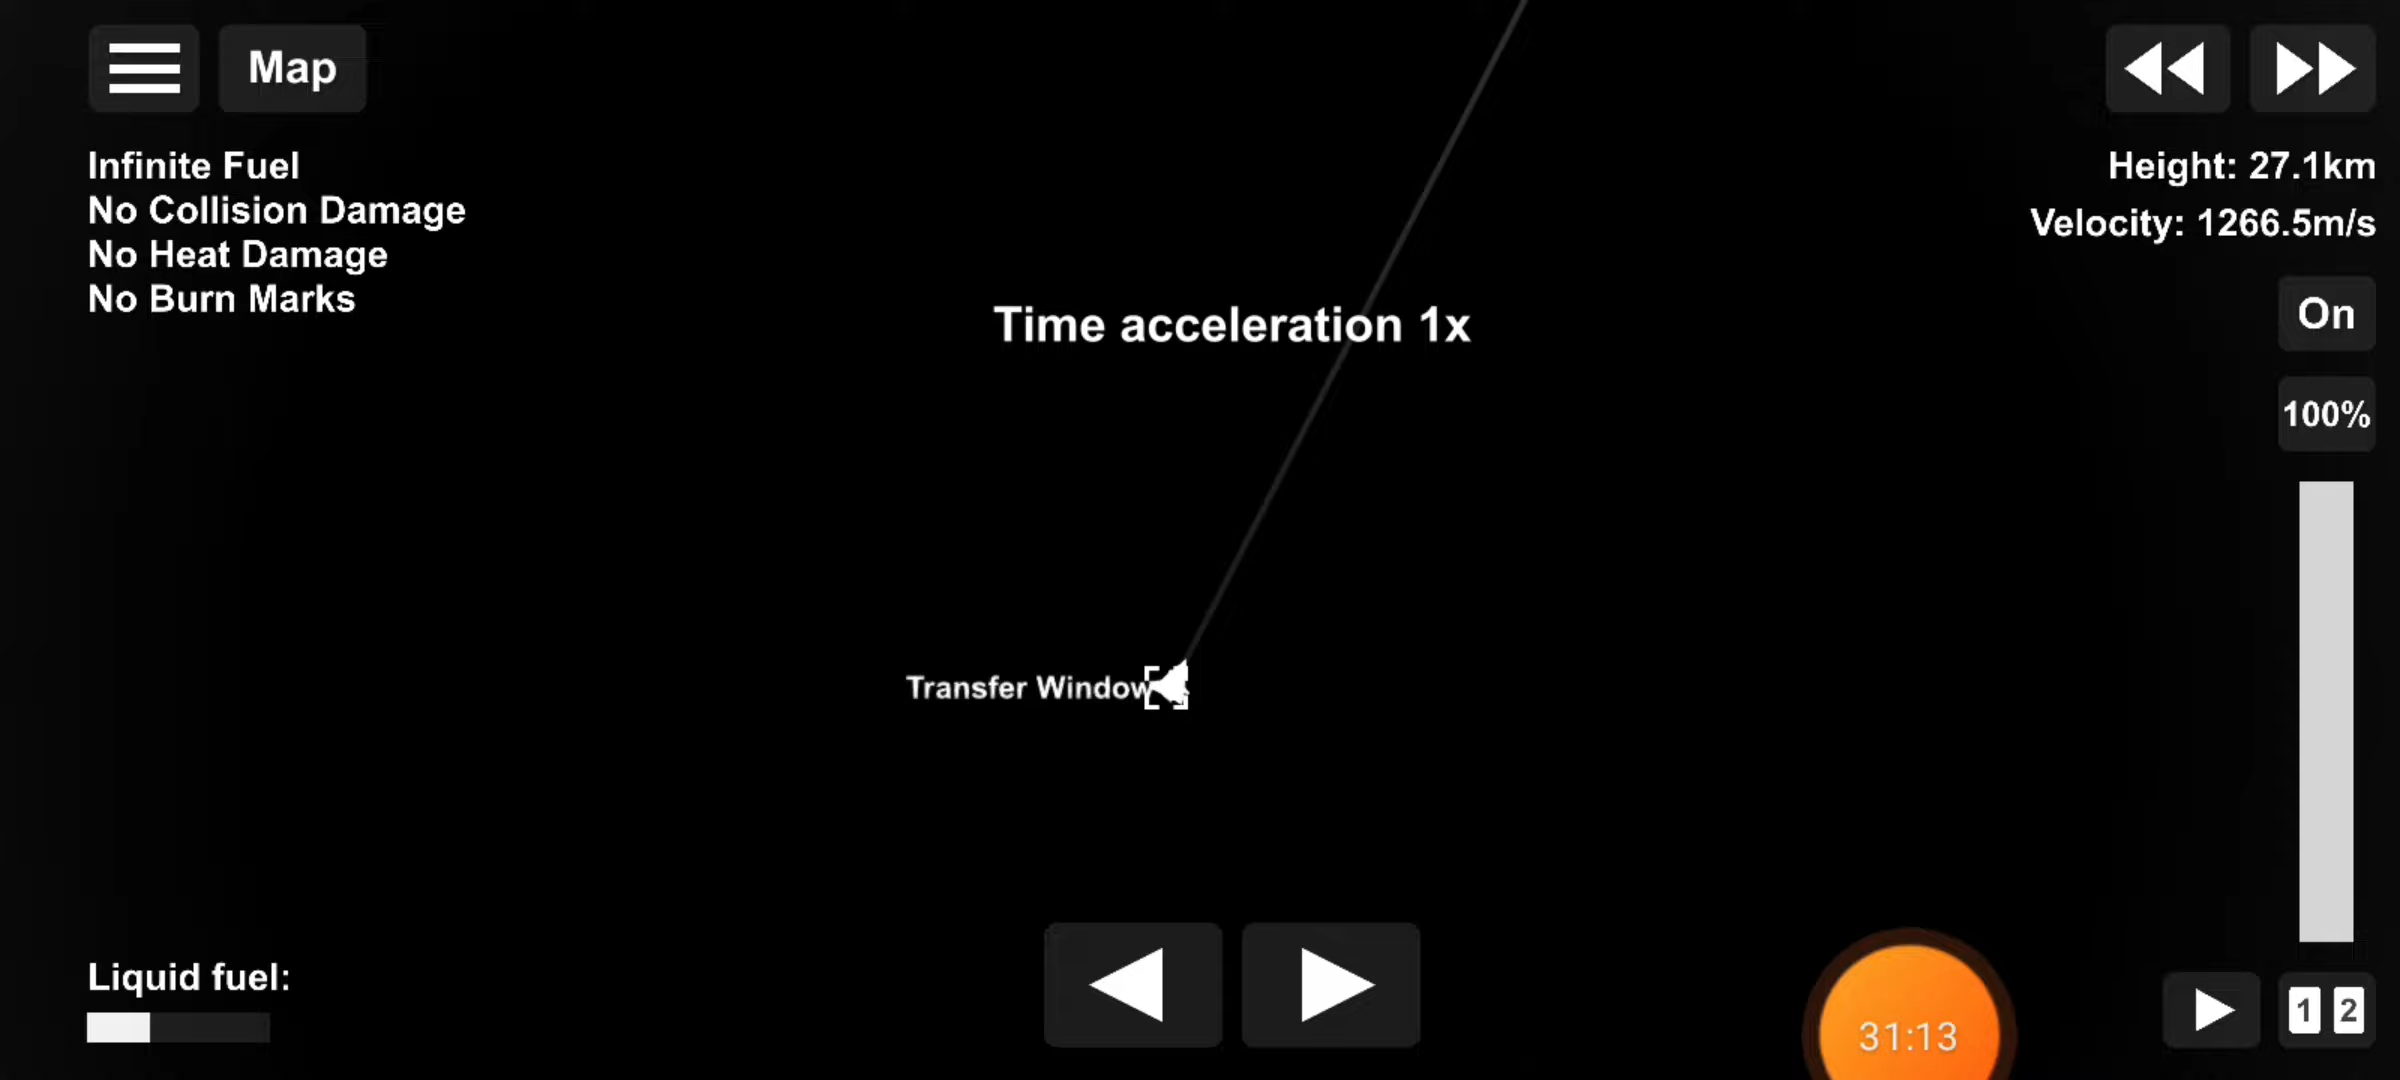 Map
Infinite Fuel
No Collision Damage
No Heat Damage
No Burn Marks
Height: 27.1km
Velocity: 1266.5m/s
Time acceleration 1x
On
100%
Transfer Window
Liquid fuel:
31:13
1 2